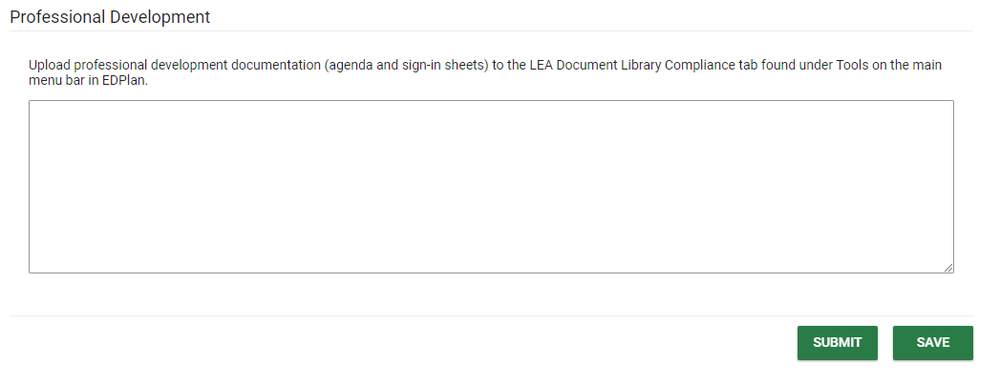 Professional Development
Upload professional development documentation (agenda and sign-in sheets) to the LEA Document Library Compliance tab found under Tools on the main
menu bar in EDPlan.
SUBMIT SAVE